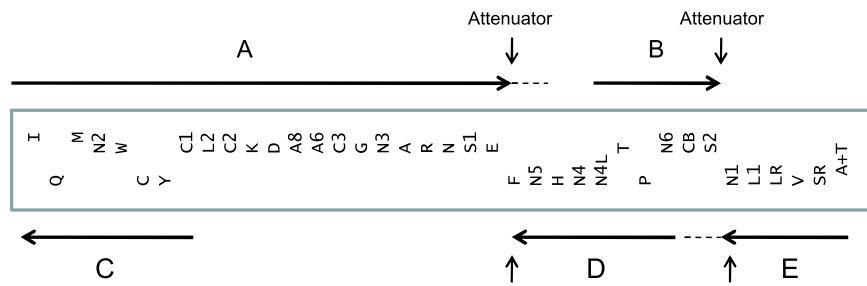 Attenuator Attenuator
A B
I Q M N2 W C Y C1 L2 C2 K D A8 A6 C3 G N3 A R N S1 E F N5 H N4 N4L T P N6 CB S2 N1 L1 LR V SR A+T
C D E